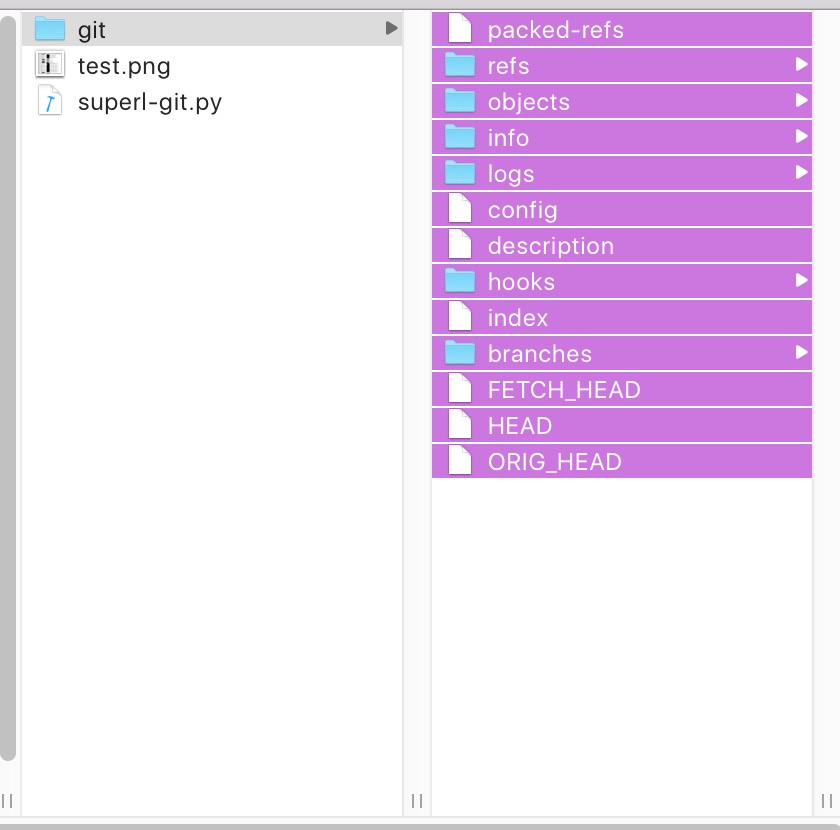 git
test.png
superl-git.py
packed-refs
refs
objects
info
logs
config
description
hooks
index
branches
FETCH_HEAD
HEAD
ORIG_HEAD